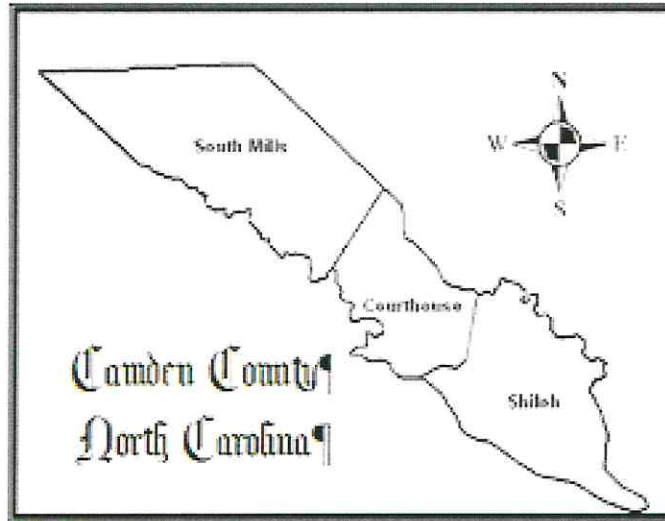 N
South Mills
W E
S
Courthouse
Camden County¶
Shiloh
North Carolina¶